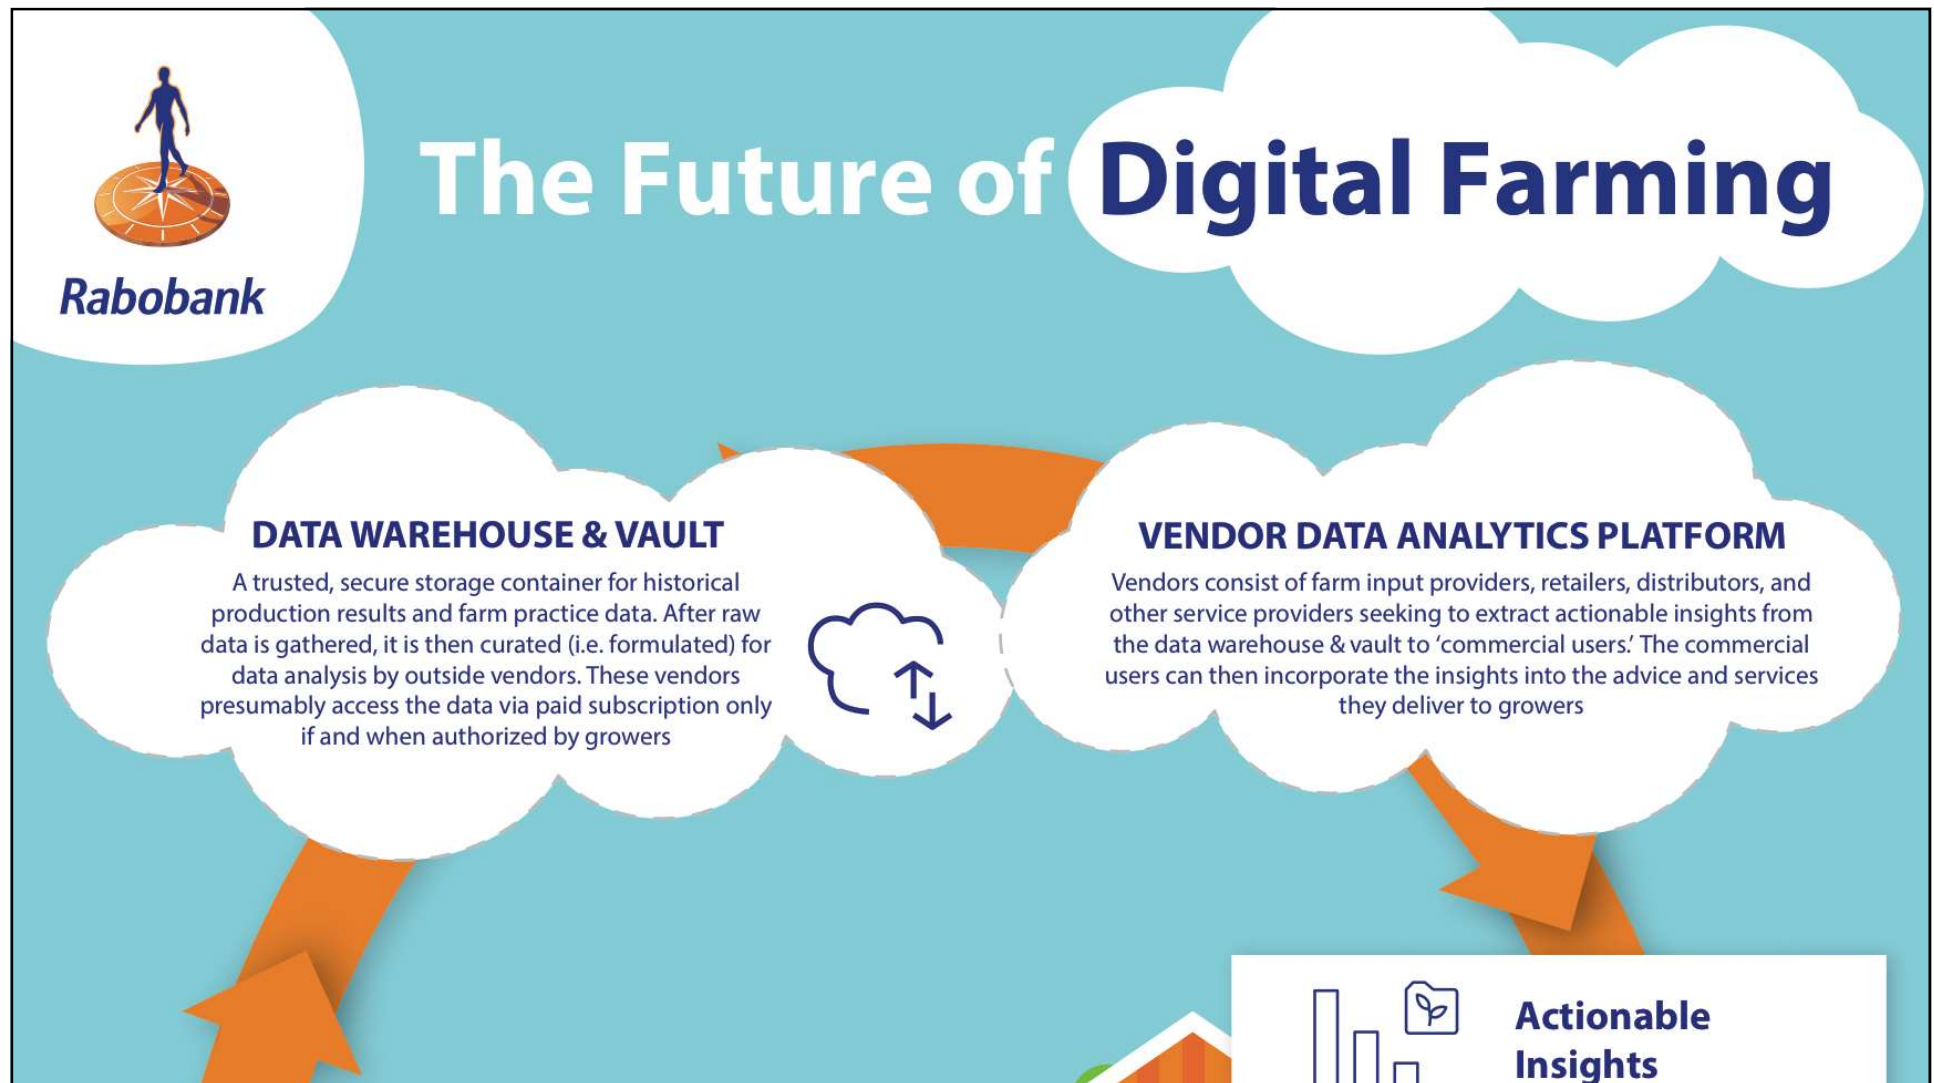 The Future of Digital Farming
Rabobank
DATA WAREHOUSE & VAULT
A trusted, secure storage container for historical
production results and farm practice data. After raw
data is gathered, it is then curated (i.e. formulated) for
data analysis by outside vendors. These vendors
presumably access the data via paid subscription only
if and when authorized by growers
VENDOR DATA ANALYTICS PLATFORM
Vendors consist of farm input providers, retailers, distributors, and
other service providers seeking to extract actionable insights from
the data warehouse & vault to ‘commercial users.’ The commercial
users can then incorporate the insights into the advice and services
they deliver to growers
Actionable
Insights